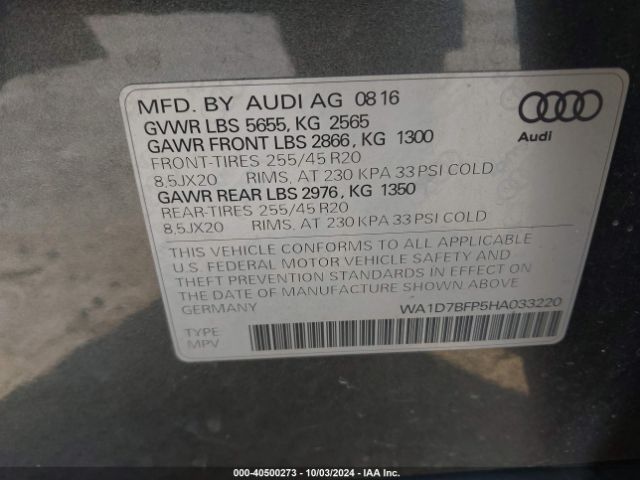 MFD. BY AUDI AG 08 16
GVWR LBS 5655, KG 2565
GAWR FRONT LBS 2866, KG 1300
FRONT-TIRES 255/45 R20
8,5JX20 RIMS, AT 230 KPA 33 PSI COLD
GAWR REAR LBS 2976, KG 1350
REAR-TIRES 255/45 R20
8,5JX20 RIMS, AT 230 KPA 33 PSI COLD
THIS VEHICLE CONFORMS TO ALL APPLICABLE
U.S. FEDERAL MOTOR VEHICLE SAFETY AND
THEFT PREVENTION STANDARDS IN EFFECT ON
THE DATE OF MANUFACTURE SHOWN ABOVE.
GERMANY
WA1D7BFP5HA033220
TYPE
MPV
Audi
000-40500273 - 10/03/2024 - IAA Inc.